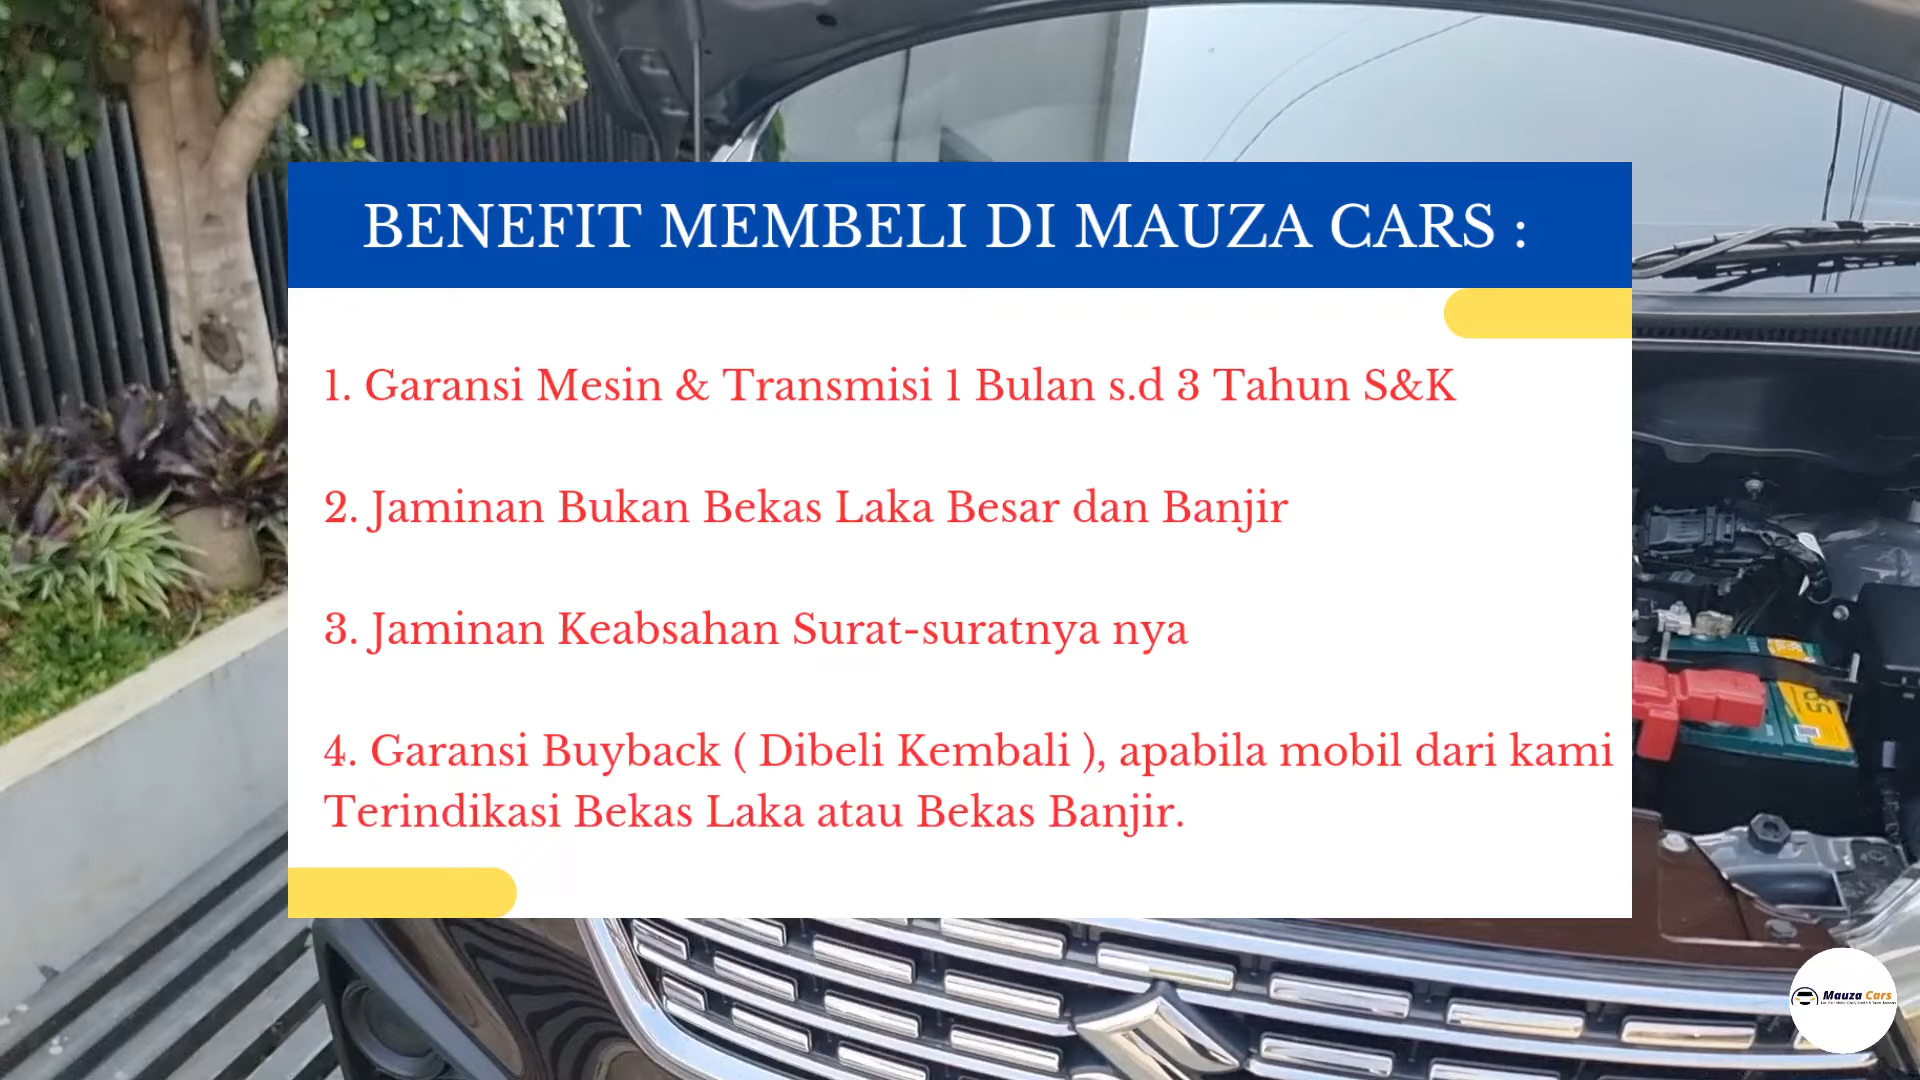 BENEFIT MEMBELI DI MAUZA CARS :
1. Garansi Mesin & Transmisi 1 Bulan s.d 3 Tahun S&K
2. Jaminan Bukan Bekas Laka Besar dan Banjir
3. Jaminan Keabsahan Surat-suratnya nya
4. Garansi Buyback ( Dibeli Kembali ), apabila mobil dari kami
Terindikasi Bekas Laka atau Bekas Banjir.
Mauza Cars